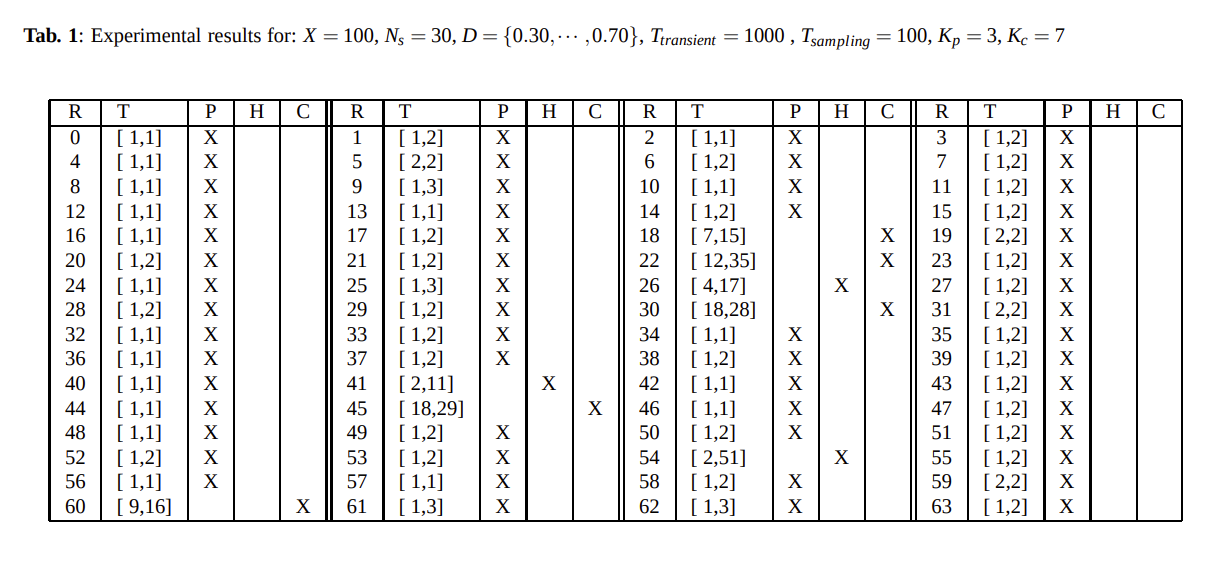 Tab. 1: Experimental results for: X = 100, Nₛ = 30, D = {0.30,⋯ ,0.70}, T_transient = 1000 , T_sampling = 100, K_p = 3, K_c = 7
R T P H C R T P H C R T P H C R T P H C
0 [ 1,1] X 1 [ 1,2] X 2 [ 1,1] X 3 [ 1,2] X
4 [ 1,1] X 5 [ 2,2] X 6 [ 1,2] X 7 [ 1,2] X
8 [ 1,1] X 9 [ 1,3] X 10 [ 1,1] X 11 [ 1,2] X
12 [ 1,1] X 13 [ 1,1] X 14 [ 1,2] X 15 [ 1,2] X
16 [ 1,1] X 17 [ 1,2] X 18 [ 7,15] X 19 [ 2,2] X
20 [ 1,2] X 21 [ 1,2] X 22 [ 12,35] X 23 [ 1,2] X
24 [ 1,1] X 25 [ 1,3] X 26 [ 4,17] X 27 [ 1,2] X
28 [ 1,2] X 29 [ 1,2] X 30 [ 18,28] X 31 [ 2,2] X
32 [ 1,1] X 33 [ 1,2] X 34 [ 1,1] X 35 [ 1,2] X
36 [ 1,1] X 37 [ 1,2] X 38 [ 1,2] X 39 [ 1,2] X
40 [ 1,1] X 41 [ 2,11] X 42 [ 1,1] X 43 [ 1,2] X
44 [ 1,1] X 45 [ 18,29] X 46 [ 1,1] X 47 [ 1,2] X
48 [ 1,1] X 49 [ 1,2] X 50 [ 1,2] X 51 [ 1,2] X
52 [ 1,2] X 53 [ 1,2] X 54 [ 2,51] X 55 [ 1,2] X
56 [ 1,1] X 57 [ 1,1] X 58 [ 1,2] X 59 [ 2,2] X
60 [ 9,16] X 61 [ 1,3] X 62 [ 1,3] X 63 [ 1,2] X